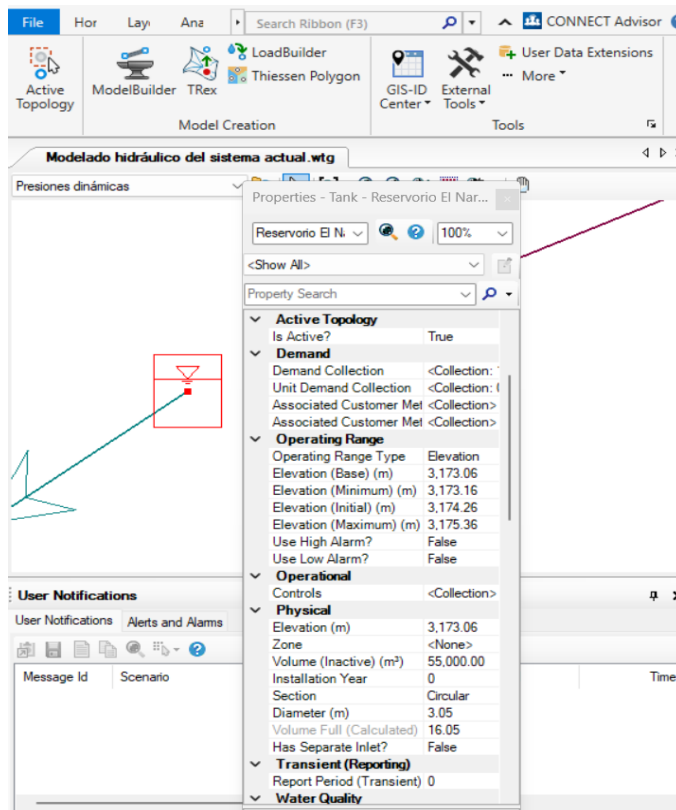 File Hor Lay Ana Search Ribbon (F3) CONNECT Advisor
Active Topology
ModelBuilder
TRex
LoadBuilder
Thiessen Polygon
Model Creation
GIS-ID Center
External Tools
User Data Extensions
More
Tools
Modelado hidráulico del sistema actual.wtg
Presiones dinámicas
Properties - Tank - Reservorio El Nar...
Reservorio El Na 100%
<Show All>
Property Search
Active Topology
Is Active? True
Demand
Demand Collection <Collection:
Unit Demand Collection <Collection:
Associated Customer Met <Collection>
Associated Customer Met <Collection>
Operating Range
Operating Range Type Elevation
Elevation (Base) (m) 3,173.06
Elevation (Minimum) (m) 3,173.16
Elevation (Initial) (m) 3,174.26
Elevation (Maximum) (m) 3,175.36
Use High Alarm? False
Use Low Alarm? False
Operational
Controls <Collection>
Physical
Elevation (m) 3,173.06
Zone <None>
Volume (Inactive) (m³) 55,000.00
Installation Year 0
Section Circular
Diameter (m) 3.05
Volume Full (Calculated) 16.05
Has Separate Inlet? False
Transient (Reporting)
Report Period (Transient) 0
Water Quality
User Notifications
User Notifications Alerts and Alarms
Message Id Scenario Time